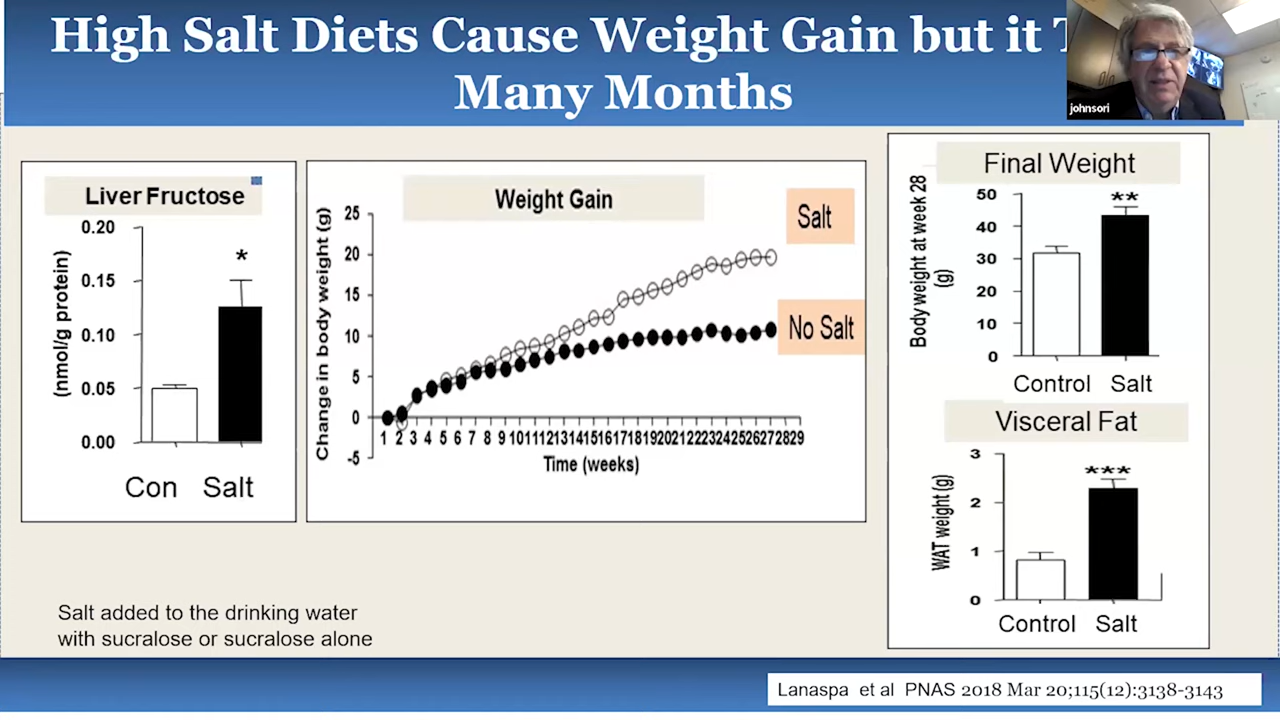 High Salt Diets Cause Weight Gain but it
Many Months
johnsori
Liver Fructose
(nmol/g protein)
0.20
0.15
0.10
0.05
0.00
*
Con Salt
Weight Gain
Change in body weight (g)
25
20
15
10
5
0
-5
1 2 3 4 5 6 7 8 9 10 11 12 13 14 15 16 17 18 19 20 21 22 23 24 25 26 27 28 29
Time (weeks)
Salt
No Salt
Final Weight
Body weight at week 28
(g)
50
40
30
20
10
0
**
Control Salt
Visceral Fat
WAT weight (g)
3
2
1
0
***
Control Salt
Salt added to the drinking water
with sucralose or sucralose alone
Lanaspa et al PNAS 2018 Mar 20;115(12):3138-3143